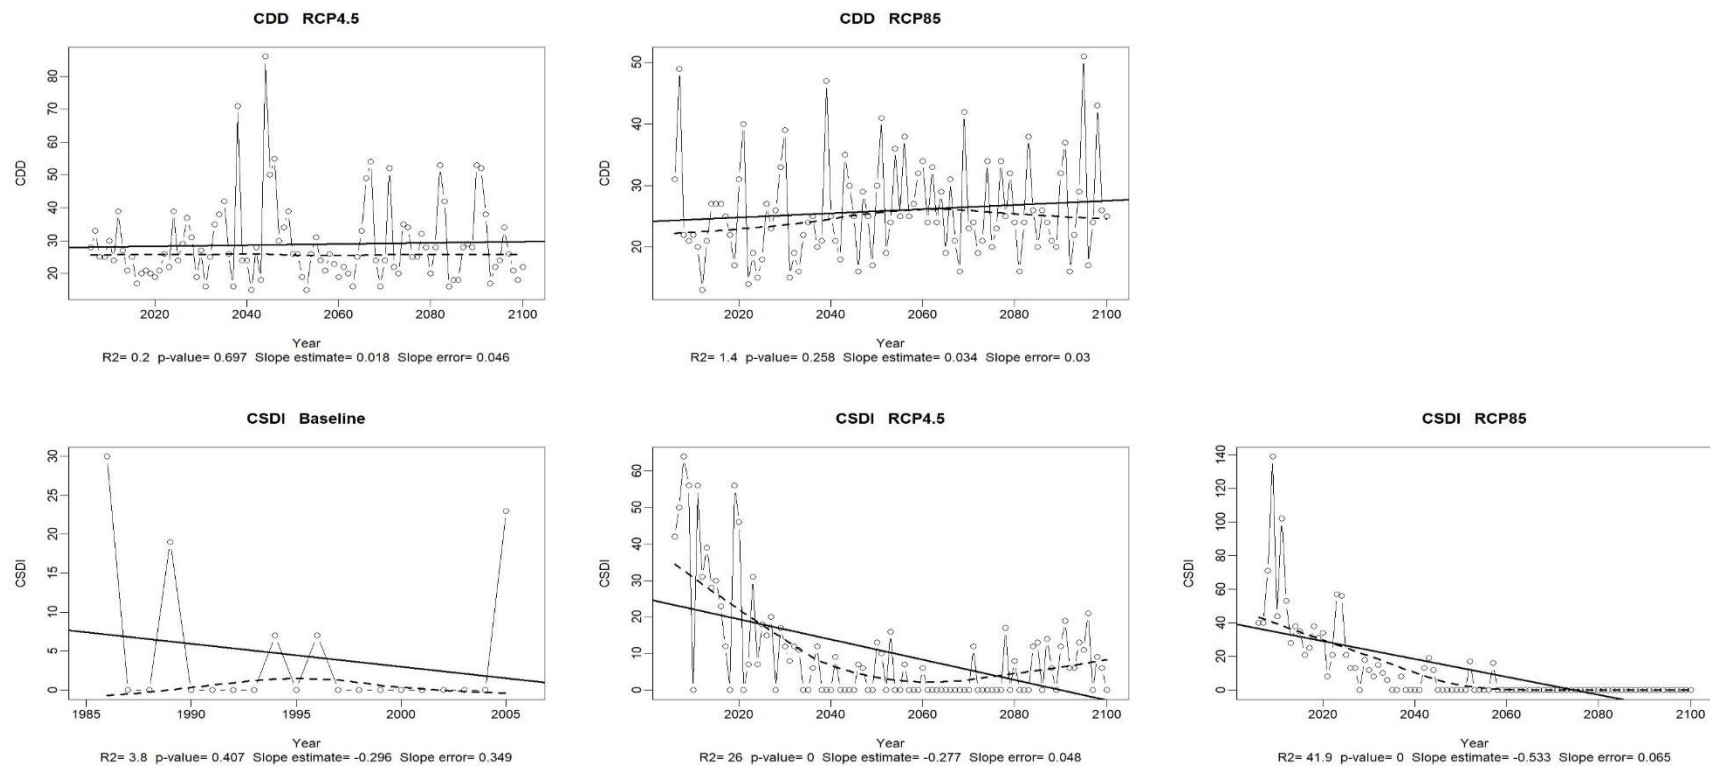 CDD RCP4.5
CDD
80
70
60
50
40
30
20
2020 2040 2060 2080 2100
Year
R2= 0.2 p-value= 0.697 Slope estimate= 0.018 Slope error= 0.046
CDD RCP85
CDD
50
40
30
20
2020 2040 2060 2080 2100
Year
R2= 1.4 p-value= 0.258 Slope estimate= 0.034 Slope error= 0.03
CSDI Baseline
CSDI
30
25
20
15
10
5
0
1985 1990 1995 2000 2005
Year
R2= 3.8 p-value= 0.407 Slope estimate= -0.296 Slope error= 0.349
CSDI RCP4.5
CSDI
60
50
40
30
20
10
0
2020 2040 2060 2080 2100
Year
R2= 26 p-value= 0 Slope estimate= -0.277 Slope error= 0.048
CSDI RCP85
CSDI
140
120
100
80
60
40
20
0
2020 2040 2060 2080 2100
Year
R2= 41.9 p-value= 0 Slope estimate= -0.533 Slope error= 0.065